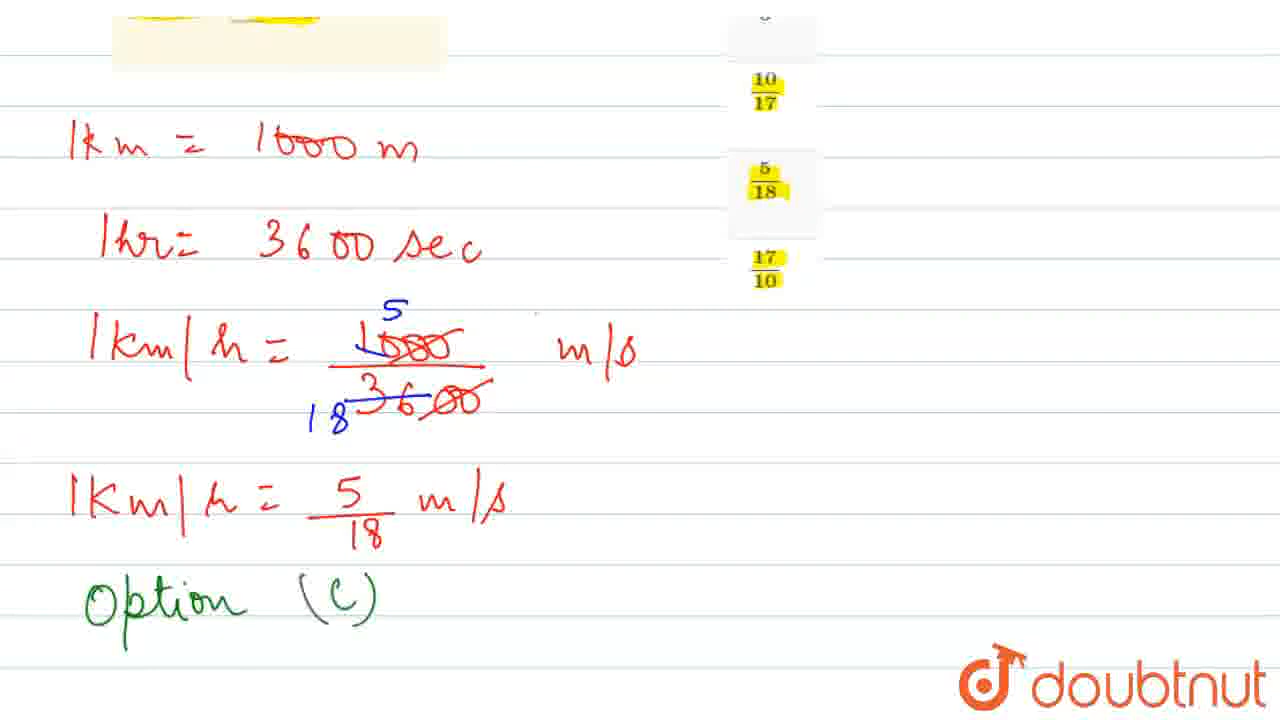 1km = 1000 m
1hr = 3600 sec
1km/h = 1000/3600 m/s
5
18
1Km/h = 5/18 m/s
Option (C)
10/17
5/18
17/10
doubtnut